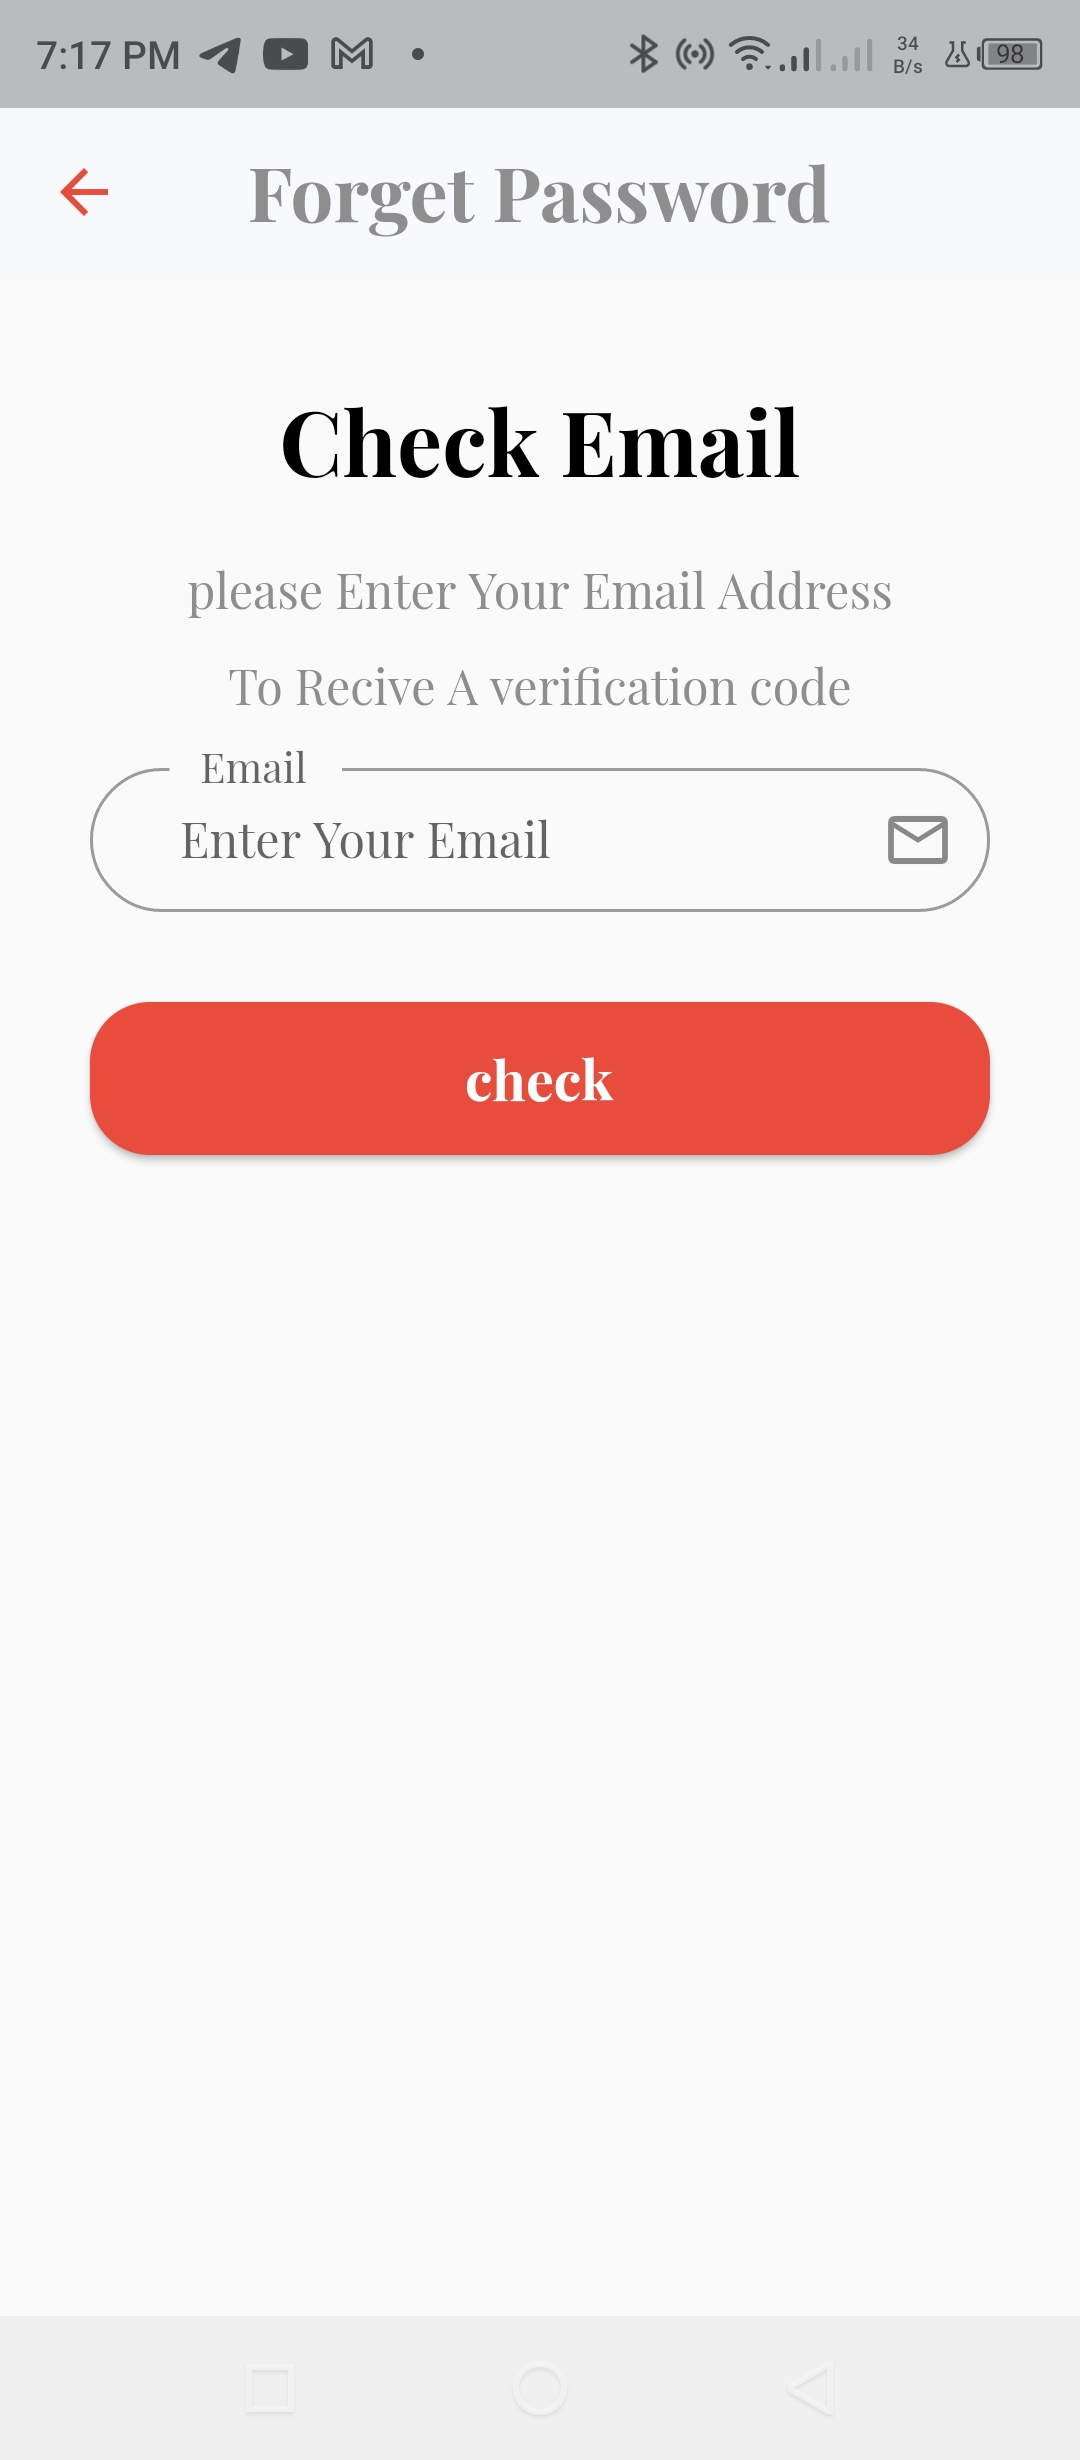 7:17 PM
34
B/s
98
Forget Password
Check Email
please Enter Your Email Address
To Recive A verification code
Email
Enter Your Email
check